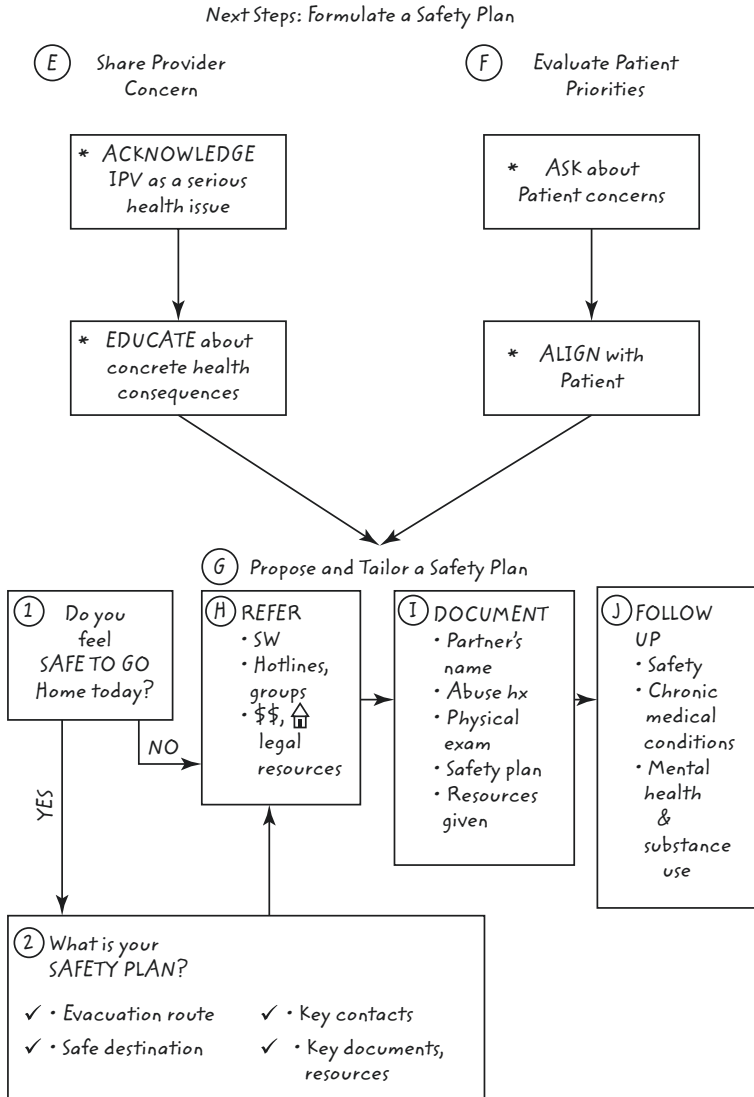 Next Steps: Formulate a Safety Plan
E Share Provider
Concern
F Evaluate Patient
Priorities
* ACKNOWLEDGE
IPV as a serious
health issue
* ASK about
Patient concerns
* EDUCATE about
concrete health
consequences
* ALIGN with
Patient
G Propose and Tailor a Safety Plan
1 Do you
feel
SAFE TO GO
Home today?
NO
YES
H REFER
• SW
• Hotlines,
groups
• $$,
legal
resources
I DOCUMENT
• Partner's
name
• Abuse hx
• Physical
exam
• Safety plan
• Resources
given
J FOLLOW
UP
• Safety
• Chronic
medical
conditions
• Mental
health
&
substance
use
2 What is your
SAFETY PLAN?
✓ • Evacuation route
✓ • Safe destination
✓ • Key contacts
✓ • Key documents,
resources